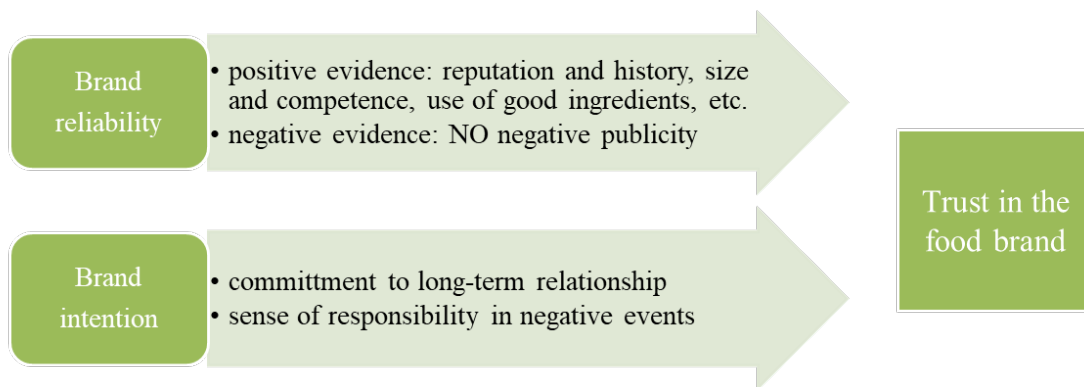 Brand
reliability
• positive evidence: reputation and history, size
and competence, use of good ingredients, etc.
• negative evidence: NO negative publicity
Brand
intention
• committment to long-term relationship
• sense of responsibility in negative events
Trust in the
food brand